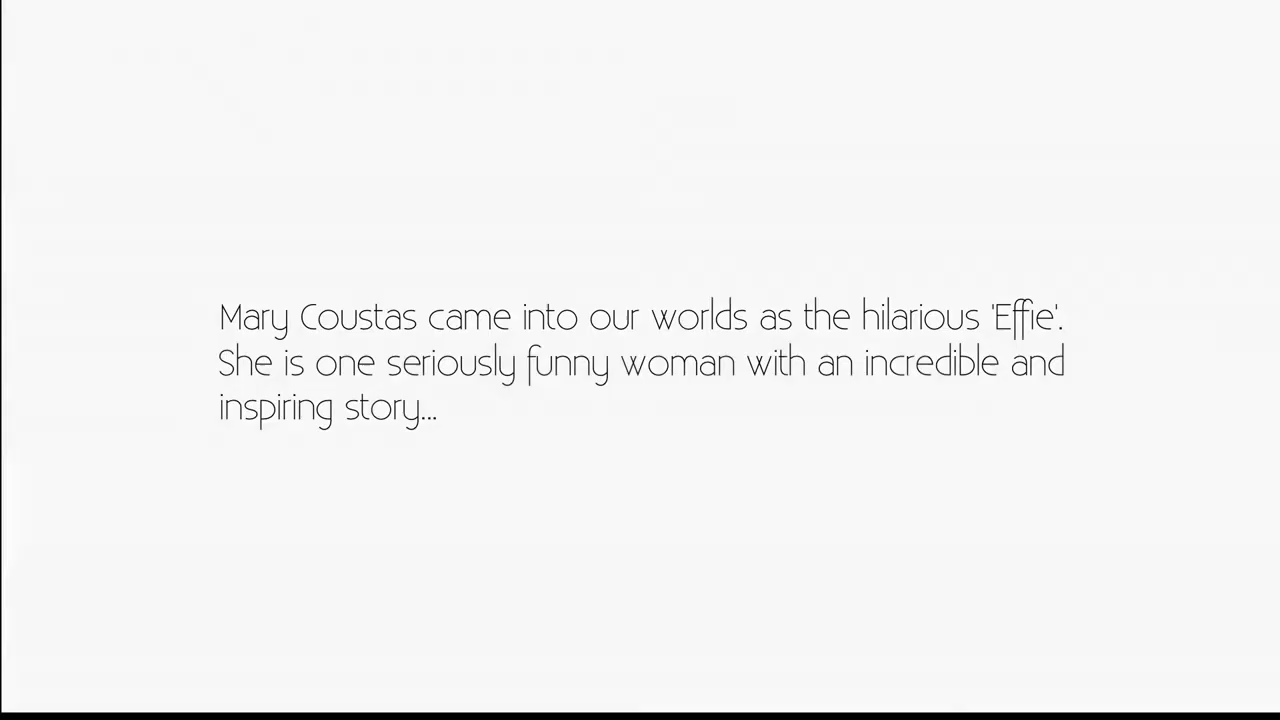 Mary Coustas came into our worlds as the hilarious 'Effie'.
She is one seriously funny woman with an incredible and
inspiring story...